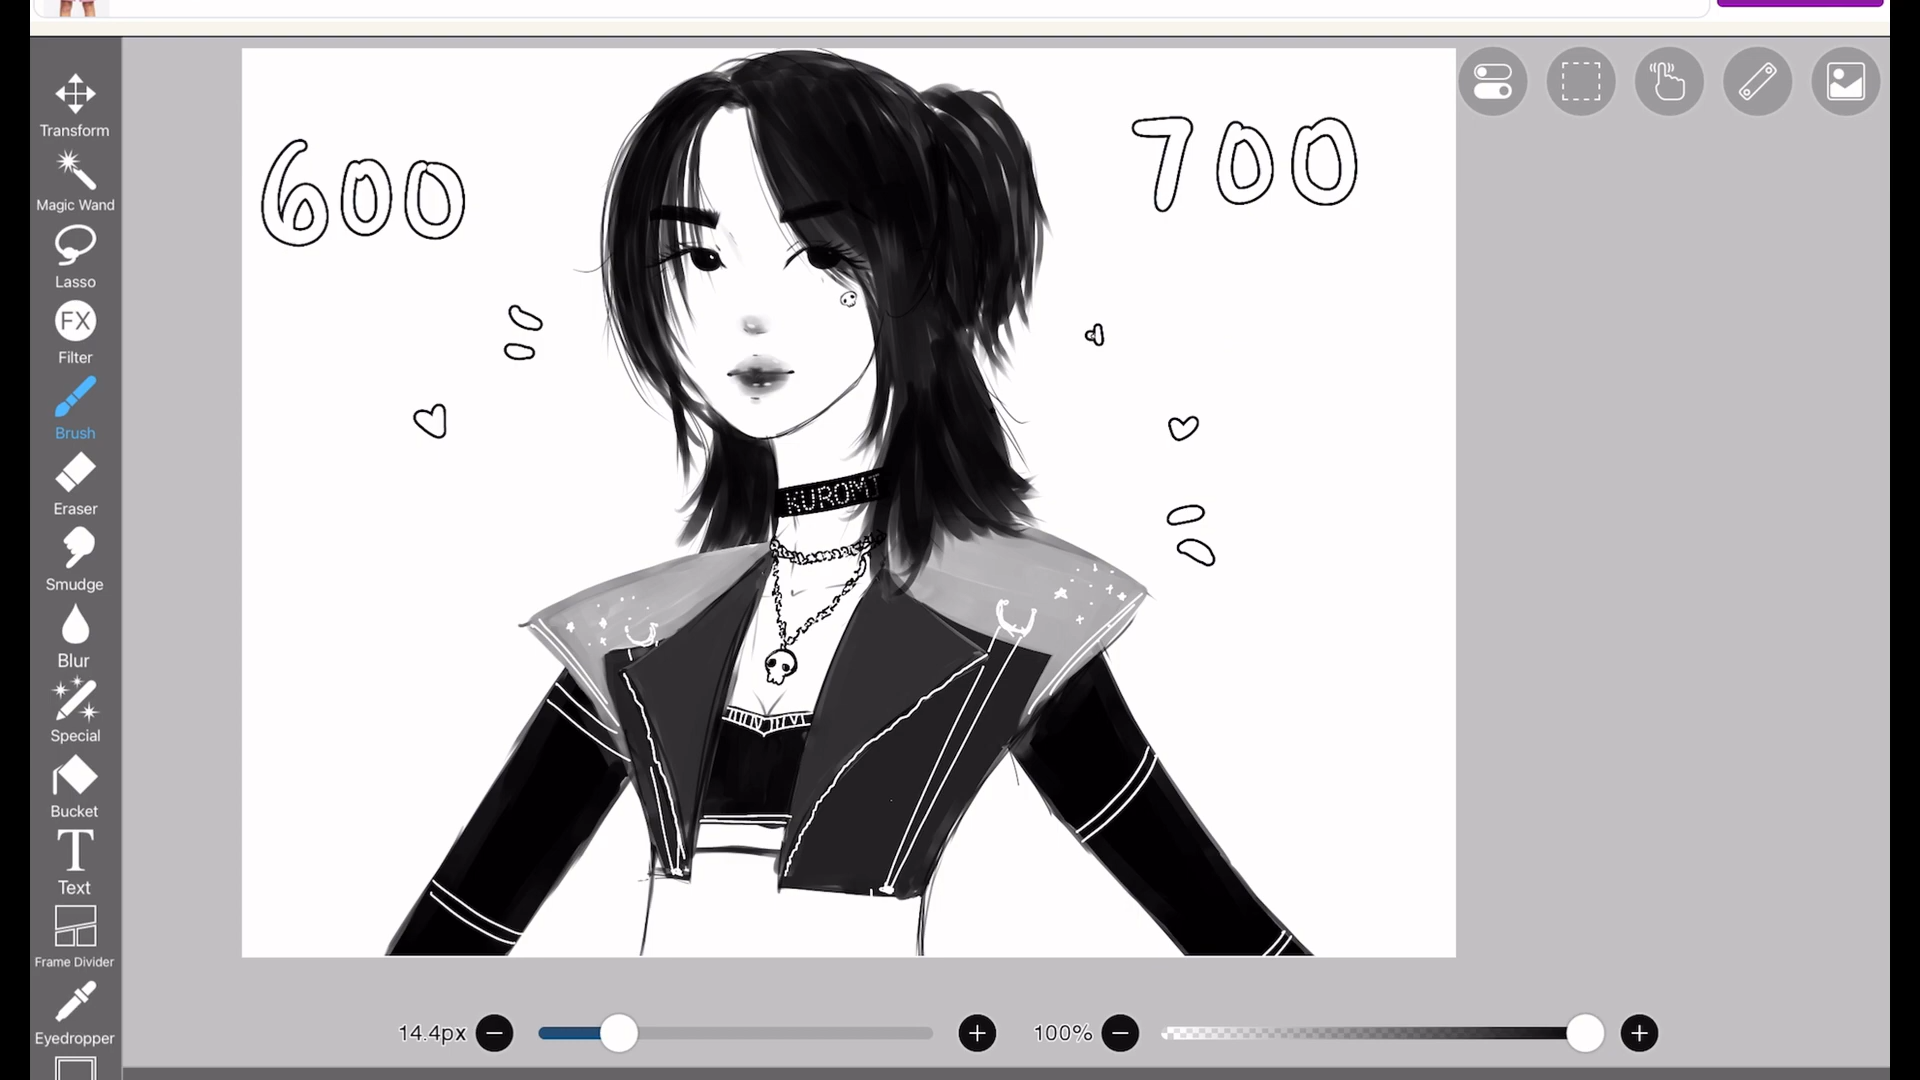 600
700
KUROMI
Transform
Magic Wand
Lasso
FX
Filter
Brush
Eraser
Smudge
Blur
Special
Bucket
T
Text
Frame Divider
Eyedropper
14.4px
100%